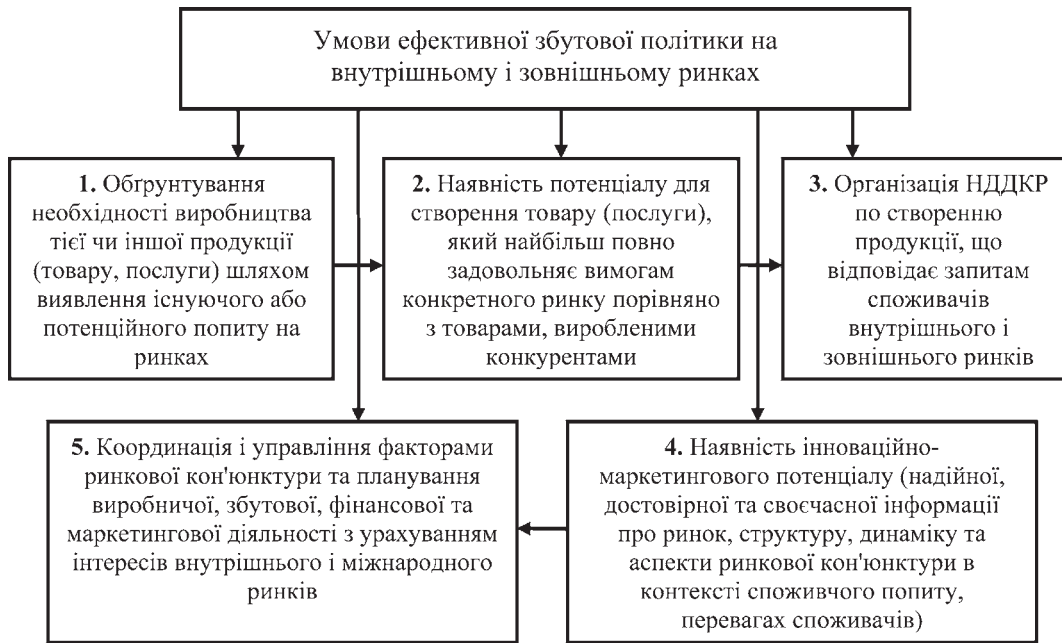 Умови ефективної збутової політики на
внутрішньому і зовнішньому ринках
1. Обґрунтування
необхідності виробництва
тієї чи іншої продукції
(товару, послуги) шляхом
виявлення існуючого або
потенційного попиту на
ринках
2. Наявність потенціалу для
створення товару (послуги),
який найбільш повно
задовольняє вимогам
конкретного ринку порівняно
з товарами, виробленими
конкурентами
3. Організація НДДКР
по створенню
продукції, що
відповідає запитам
споживачів
внутрішнього і
зовнішнього ринків
5. Координація і управління факторами
ринкової кон'юнктури та планування
виробничої, збутової, фінансової та
маркетингової діяльності з урахуванням
інтересів внутрішнього і міжнародного
ринків
4. Наявність інноваційно-
маркетингового потенціалу (надійної,
достовірної та своєчасної інформації
про ринок, структуру, динаміку та
аспекти ринкової кон'юнктури в
контексті споживчого попиту,
перевагах споживачів)